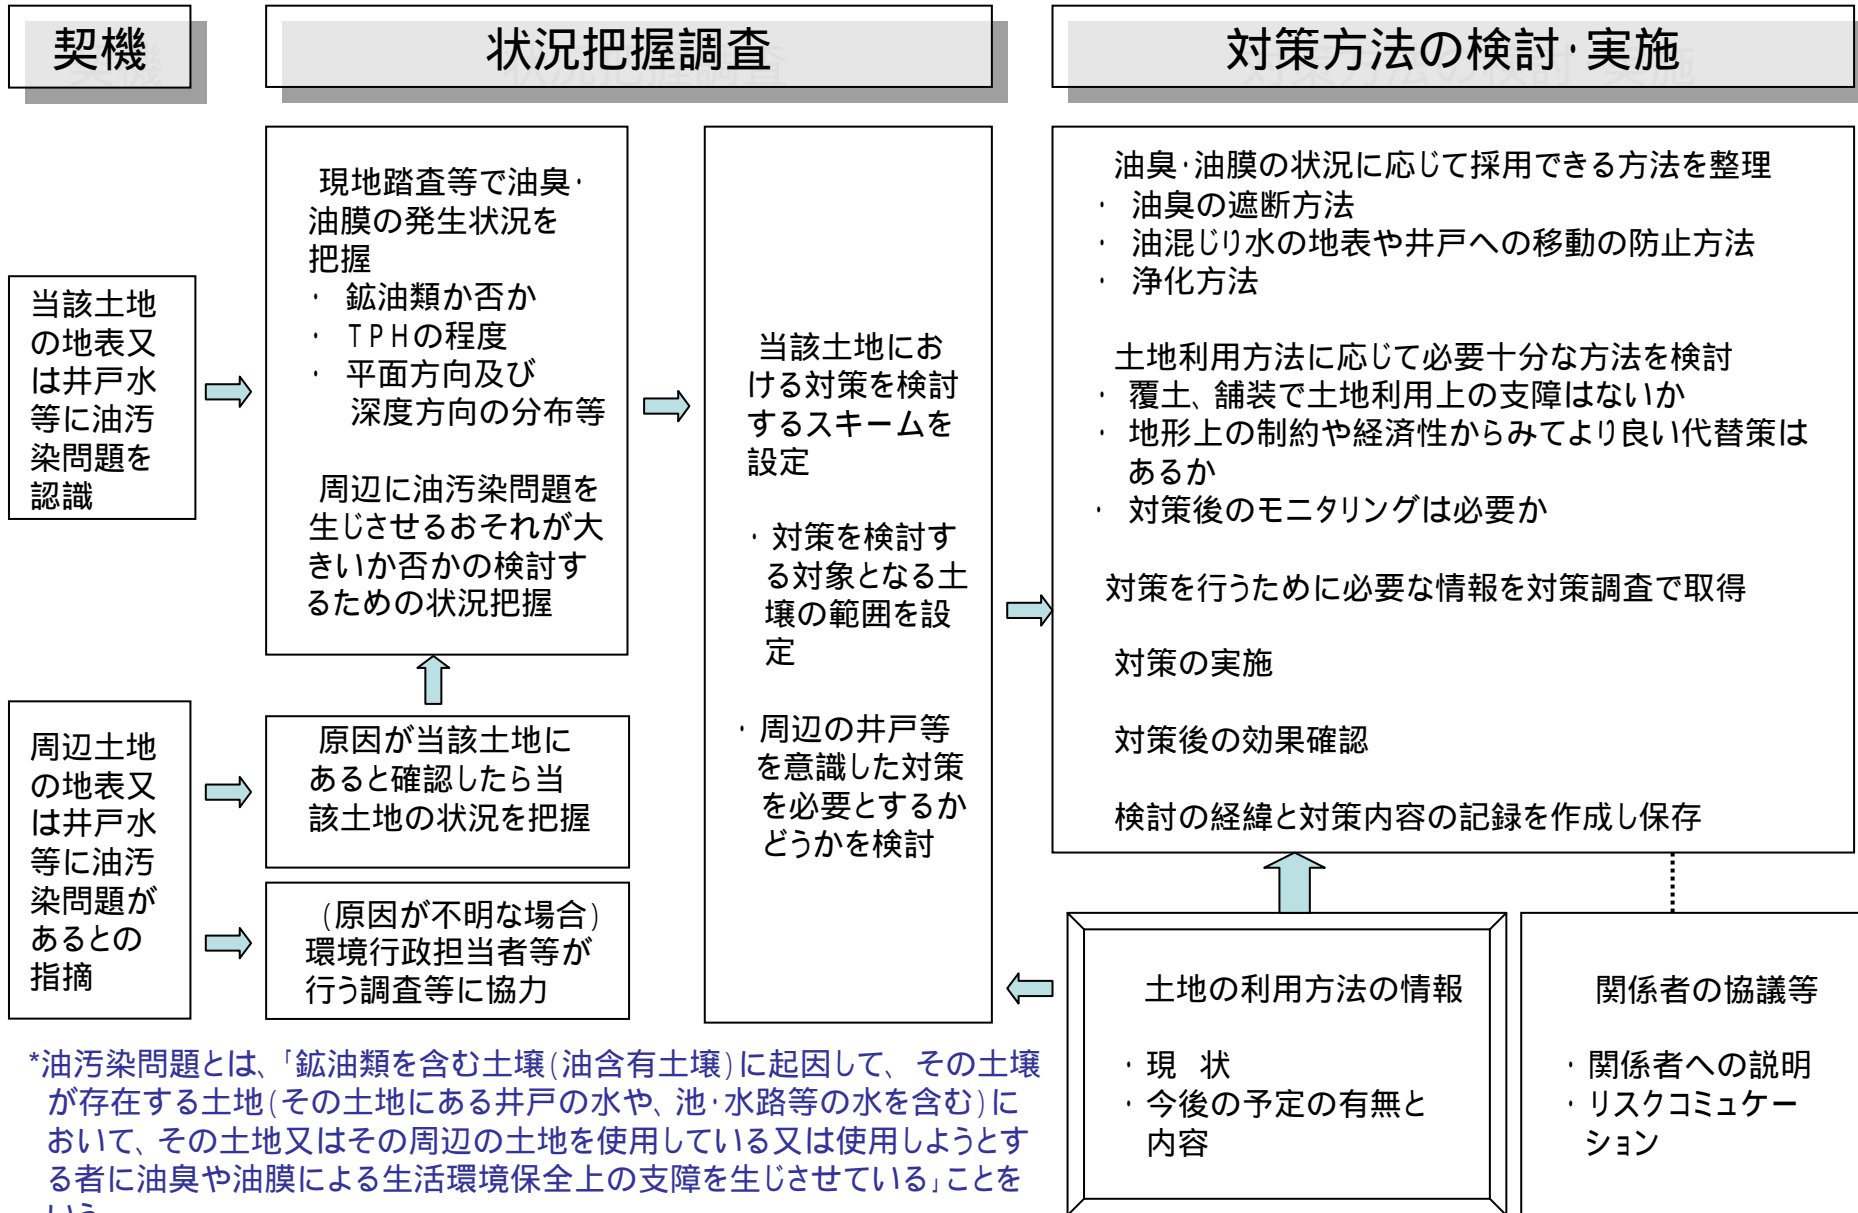 契機
状況把握調査
対策方法の検討・実施
当該土地
の地表又
は井戸水
等に油汚
染問題を
認識
周辺土地
の地表又
は井戸水
等に油汚
染問題が
あるとの
指摘
現地踏査等で油臭・
油膜の発生状況を
把握
・ 鉱油類か否か
・ TPHの程度
・ 平面方向及び
深度方向の分布等
周辺に油汚染問題を
生じさせるおそれが大
きいか否かの検討す
るための状況把握
原因が当該土地に
あると確認したら当
該土地の状況を把握
(原因が不明な場合)
環境行政担当者等が
行う調査等に協力
当該土地にお
ける対策を検討
するスキームを
設定
・対策を検討す
る対象となる土
壌の範囲を設
定
・周辺の井戸等
を意識した対策
を必要とするか
どうかを検討
油臭・油膜の状況に応じて採用できる方法を整理
・ 油臭の遮断方法
・ 油混じり水の地表や井戸への移動の防止方法
・ 浄化方法
土地利用方法に応じて必要十分な方法を検討
・ 覆土、舗装で土地利用上の支障はないか
・ 地形上の制約や経済性からみてより良い代替策は
あるか
・ 対策後のモニタリングは必要か
対策を行うために必要な情報を対策調査で取得
対策の実施
対策後の効果確認
検討の経緯と対策内容の記録を作成し保存
土地の利用方法の情報
・現 状
・今後の予定の有無と
内容
関係者の協議等
・関係者への説明
・リスクコミュケー
ション
*油汚染問題とは、「鉱油類を含む土壌(油含有土壌)に起因して、その土壌
が存在する土地(その土地にある井戸の水や、池・水路等の水を含む)に
おいて、その土地又はその周辺の土地を使用している又は使用しようとす
る者に油臭や油膜による生活環境保全上の支障を生じさせている」ことを